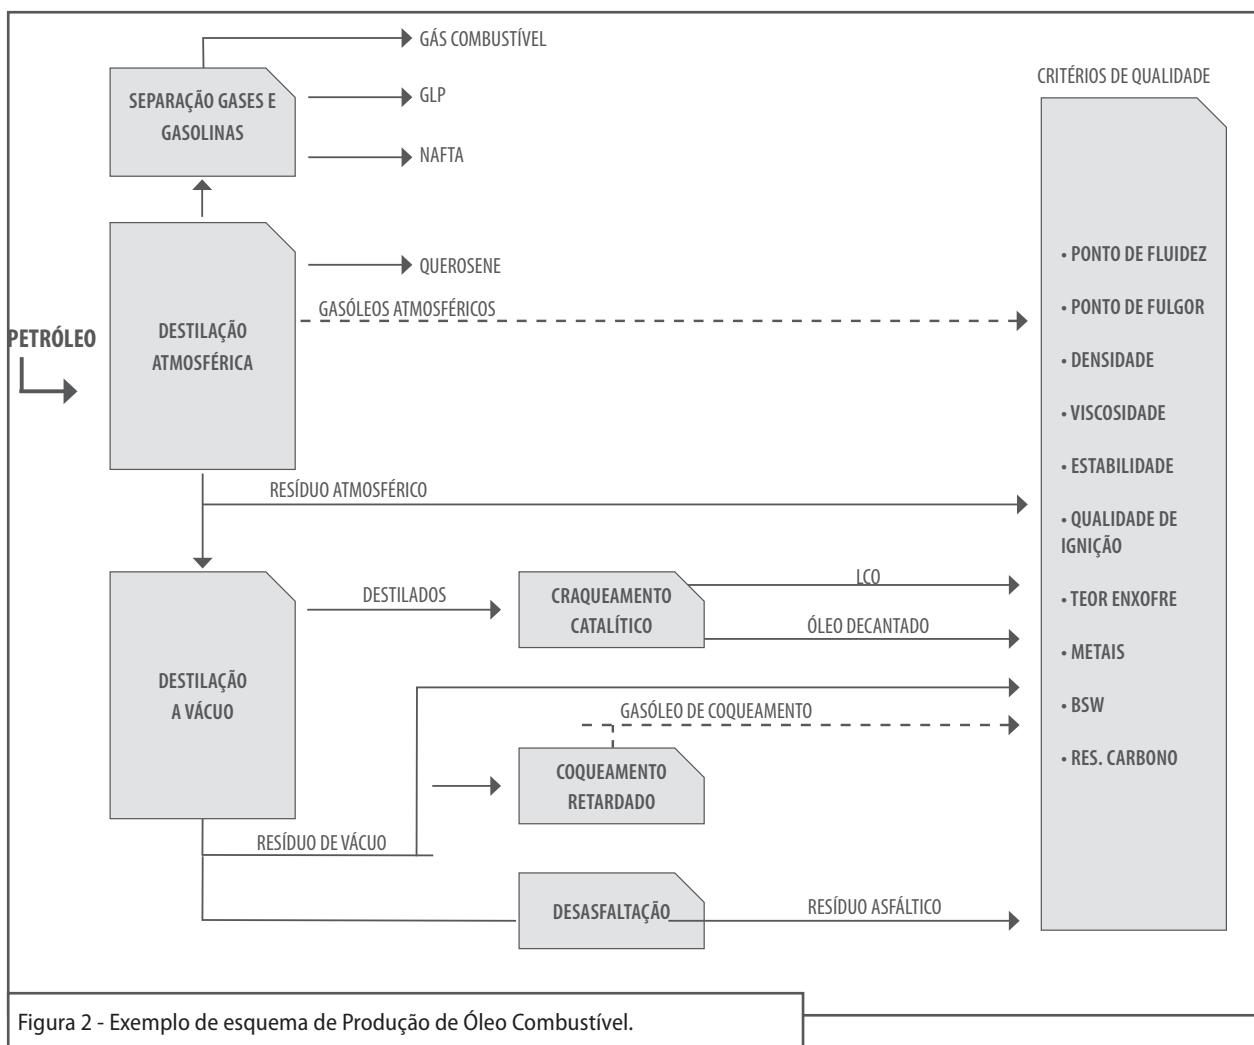 GÁS COMBUSTÍVEL
SEPARAÇÃO GASES E
GASOLINAS
GLP
NAFTA
CRITÉRIOS DE QUALIDADE
PETRÓLEO
DESTILAÇÃO
ATMOSFÉRICA
QUEROSENE
GASÓLEOS ATMOSFÉRICOS
RESÍDUO ATMOSFÉRICO
DESTILAÇÃO
A VÁCUO
DESTILADOS
CRAQUEAMENTO
CATALÍTICO
LCO
ÓLEO DECANTADO
GASÓLEO DE COQUEAMENTO
COQUEAMENTO
RETARDADO
RESÍDUO DE VÁCUO
DESASFALTAÇÃO
RESÍDUO ASFÁLTICO
• PONTO DE FLUIDEZ
• PONTO DE FULGOR
• DENSIDADE
• VISCOSIDADE
• ESTABILIDADE
• QUALIDADE DE
IGNIÇÃO
• TEOR ENXOFRE
• METAIS
• BSW
• RES. CARBONO
Figura 2 - Exemplo de esquema de Produção de Óleo Combustível.